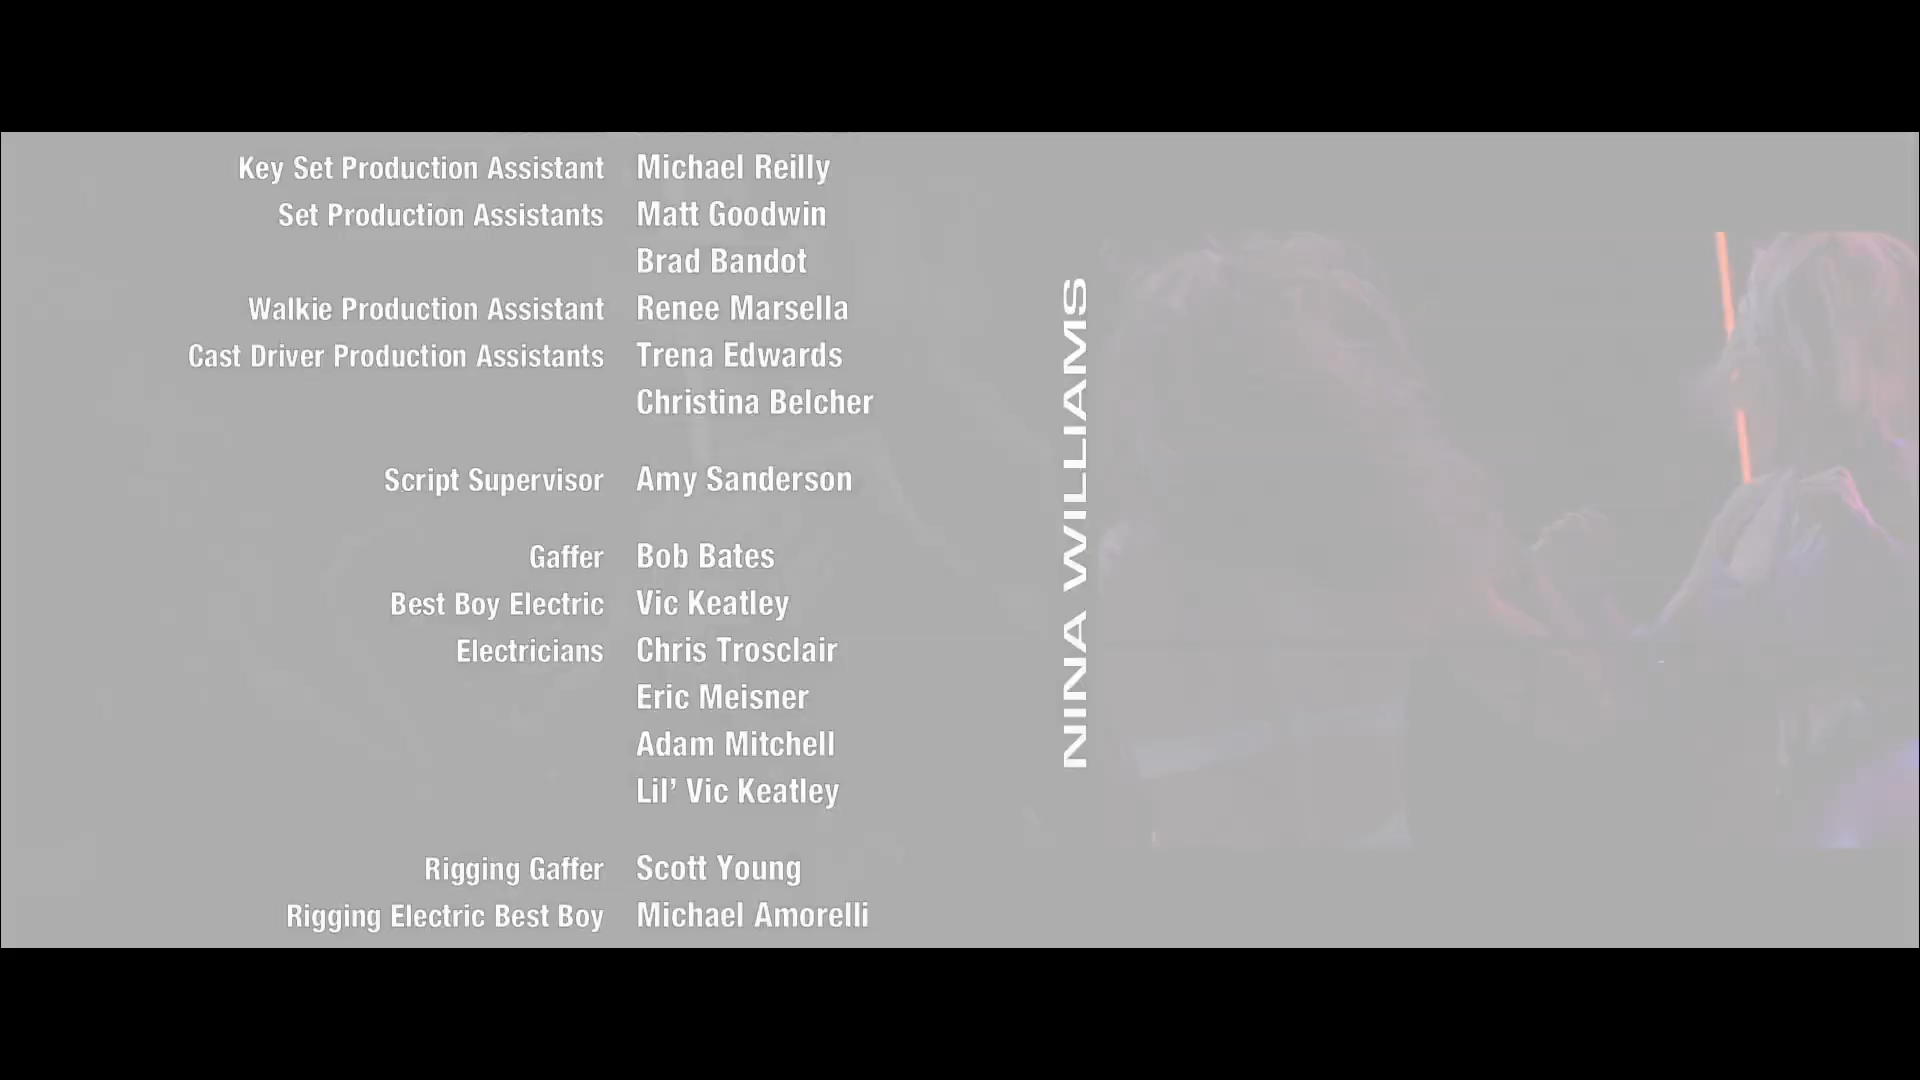 Key Set Production Assistant Michael Reilly
Set Production Assistants Matt Goodwin
Brad Bandot
Walkie Production Assistant Renee Marsella
Cast Driver Production Assistants Trena Edwards
Christina Belcher
Script Supervisor Amy Sanderson
Gaffer Bob Bates
Best Boy Electric Vic Keatley
Electricians Chris Trosclair
Eric Meisner
Adam Mitchell
Lil’ Vic Keatley
Rigging Gaffer Scott Young
Rigging Electric Best Boy Michael Amorelli
NINA WILLIAMS